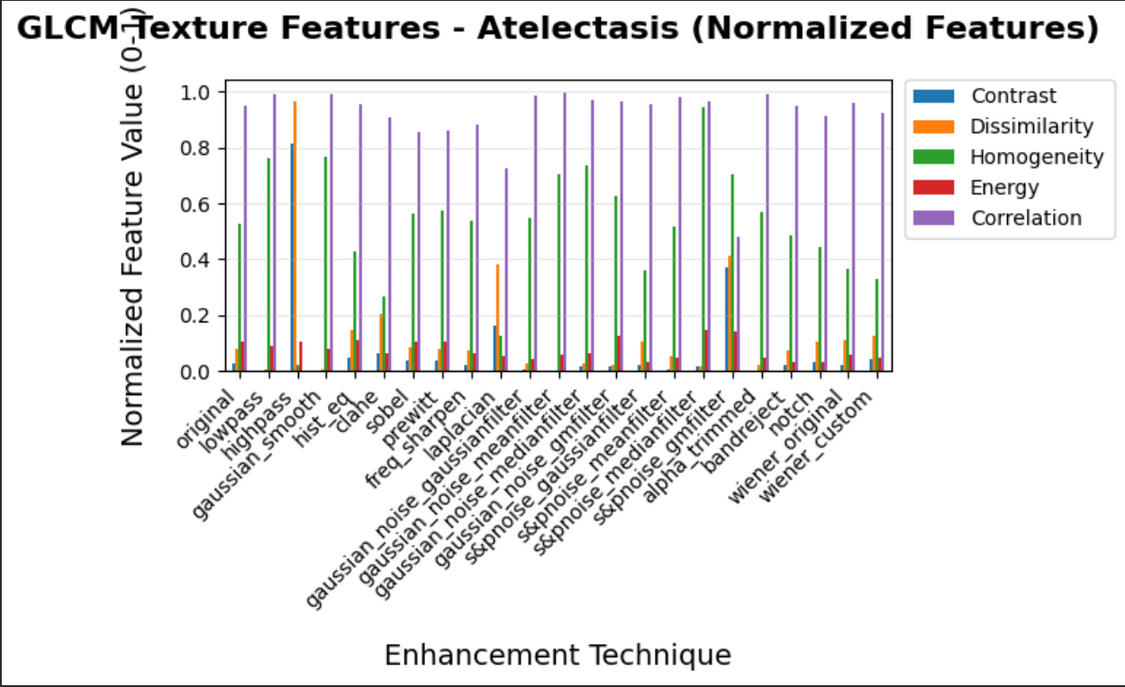 GLCM Texture Features - Atelectasis (Normalized Features)
Normalized Feature Value (0-1)
1.0
0.8
0.6
0.4
0.2
0.0
Contrast
Dissimilarity
Homogeneity
Energy
Correlation
original
lowpass
highpass
gaussian_smooth
hist_eq
clahe
sobel
prewitt
freq_sharpen
laplacian
gaussian_noise_gaussianfilter
gaussian_noise_meanfilter
gaussian_noise_medianfilter
gaussian_noise_gmfilter
s&pnoise_gaussianfilter
s&pnoise_meanfilter
s&pnoise_medianfilter
s&pnoise_gmfilter
alpha_trimmed
bandreject
notch
wiener_original
wiener_custom
Enhancement Technique